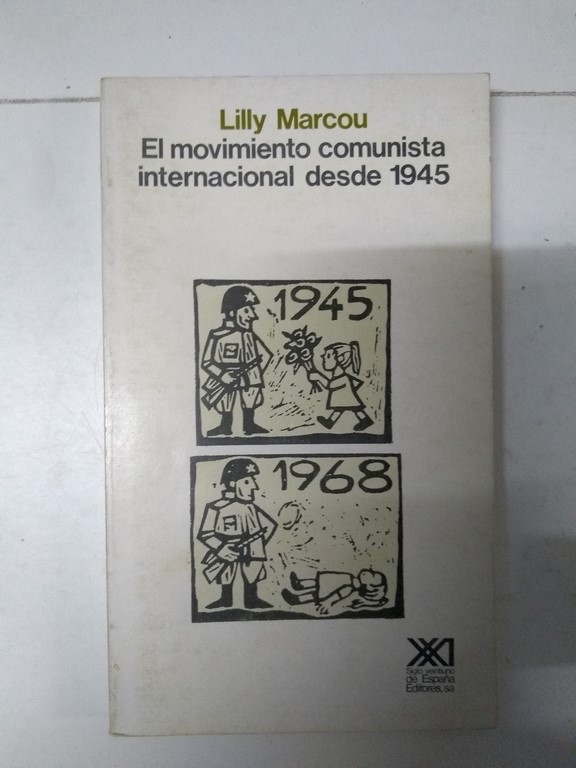 Lilly Marcou
El movimiento comunista
internacional desde 1945
1945
1968
XXI
Siglo veintiuno
de España
Editores, sa